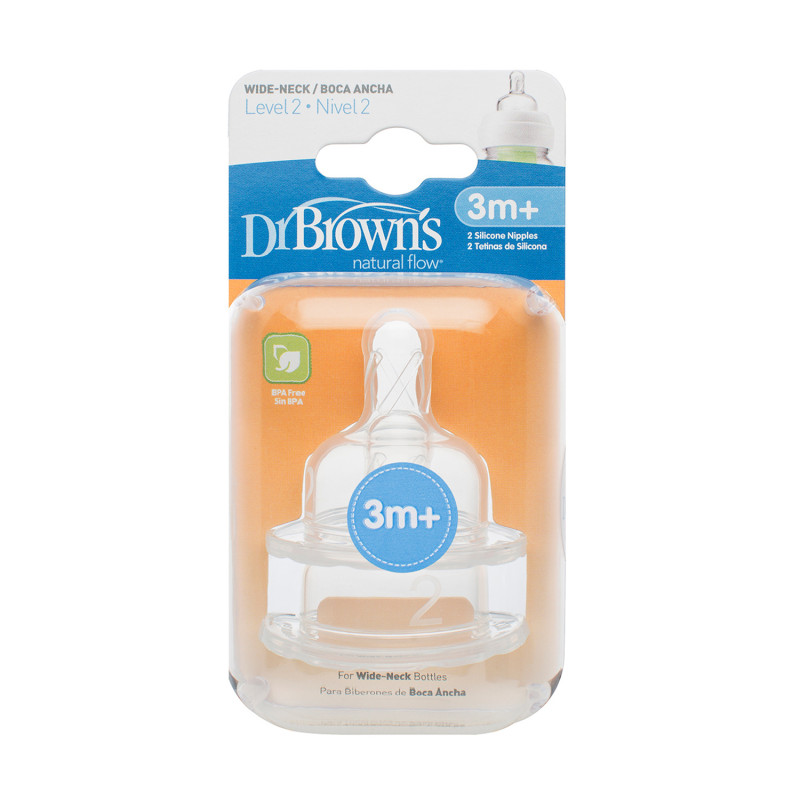 WIDE-NECK / BOCA ANCHA
Level 2 • Nivel 2
3m+
2 Silicone Nipples
2 Tetinas de Silicona
DrBrown's
natural flow®
BPA Free
Sin BPA
3m+
2
For Wide-Neck Bottles
Para Biberones de Boca Ancha